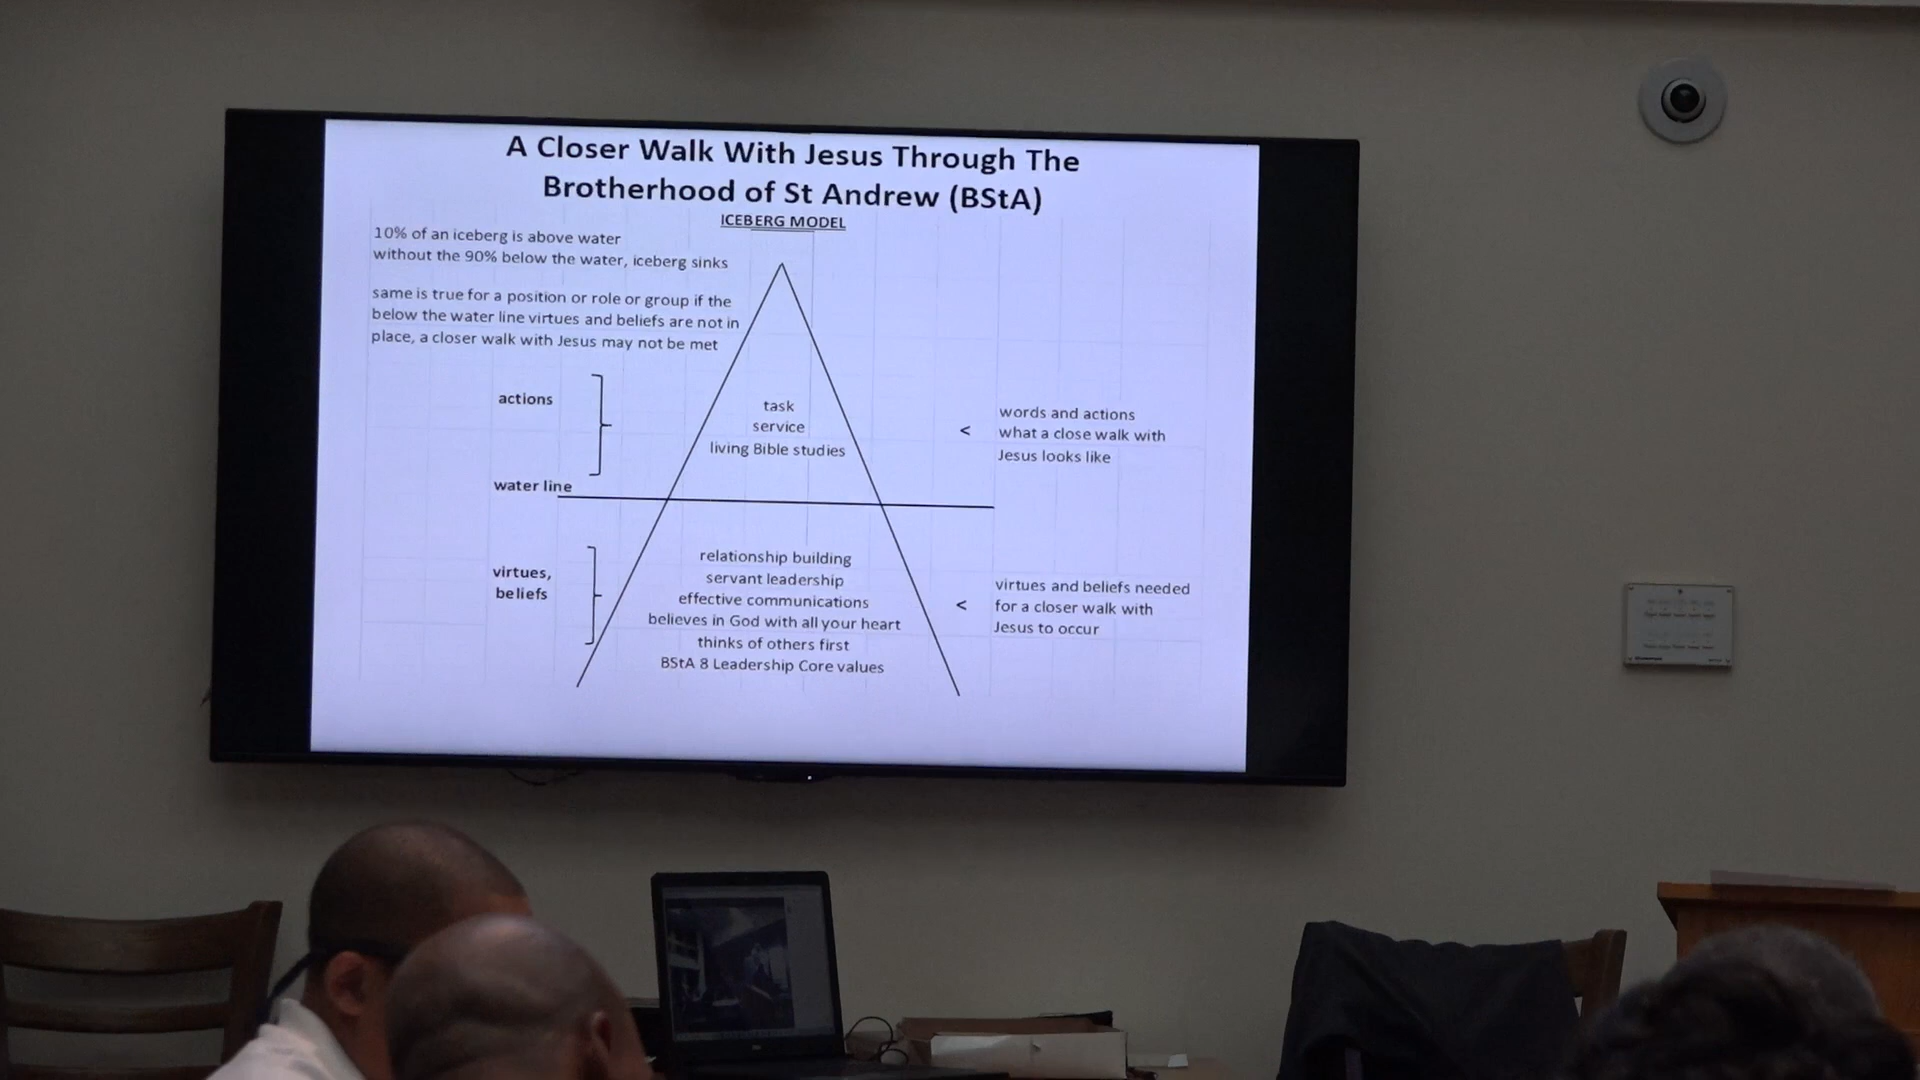 A Closer Walk With Jesus Through The
Brotherhood of St Andrew (BStA)
ICEBERG MODEL
10% of an iceberg is above water
without the 90% below the water, iceberg sinks
same is true for a position or role or group if the
below the water line virtues and beliefs are not in
place, a closer walk with Jesus may not be met
actions
task
service
living Bible studies
<
words and actions
what a close walk with
Jesus looks like
water line
virtues,
beliefs
relationship building
servant leadership
effective communications
believes in God with all your heart
thinks of others first
BStA 8 Leadership Core values
<
virtues and beliefs needed
for a closer walk with
Jesus to occur